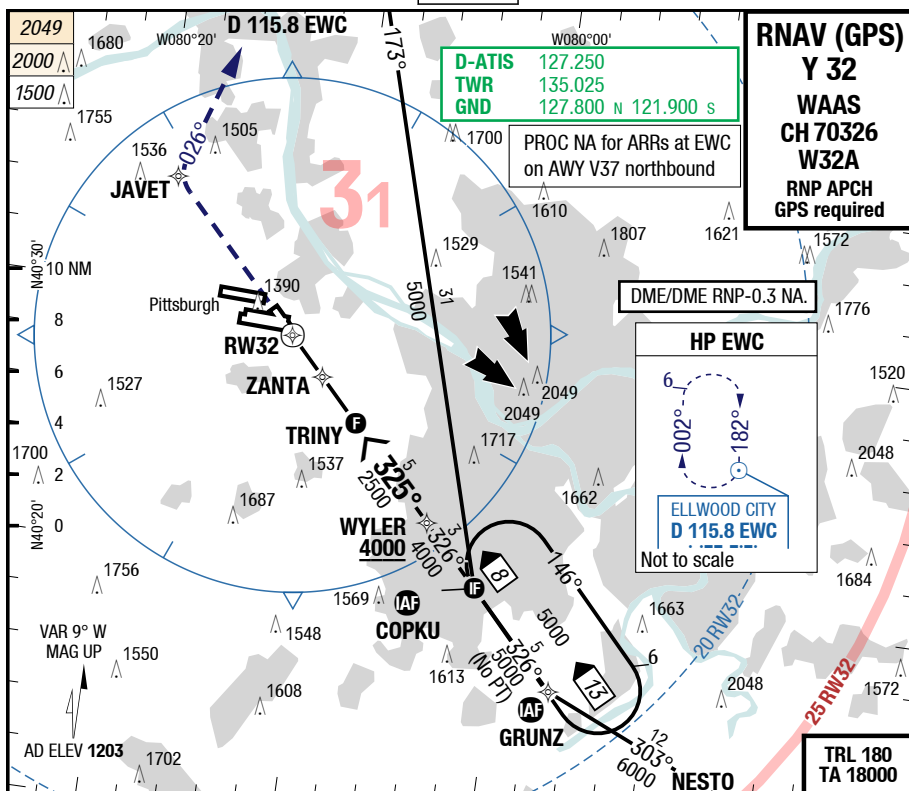 2049
2000
1500
1680
W080°20'
D 115.8 EWC
173°
W080°00'
RNAV (GPS)
Y 32
WAAS
CH 70326
W32A
RNP APCH
GPS required
D-ATIS 127.250
TWR 135.025
GND 127.800 N 121.900 S
PROC NA for ARRs at EWC
on AWY V37 northbound
1755
1536
1505
026°
JAVET
31
1700
1610
1621
1807
1572
1529
1541
N40°30'
10 NM
8
6
4
2
0
N40°20'
1390
Pittsburgh
RW32
5000
31
DME/DME RNP-0.3 NA.
1776
HP EWC
6
002°
182°
ELLWOOD CITY
D 115.8 EWC
Not to scale
ZANTA
1527
2049
2049
1520
TRINY
F
1700
1537
1717
2048
1662
1687
325°
5
2500
WYLER
4000
3
326°
4000
1756
1569
IAF
COPKU
IF
8
146°
5000
1663
1684
20 RW32
VAR 9° W
MAG UP
1548
1550
1608
1613
5
326°
5000
(No PT)
13
6
2048
1572
25 RW32
IAF
GRUNZ
AD ELEV 1203
1702
12
303°
6000
NESTO
TRL 180
TA 18000